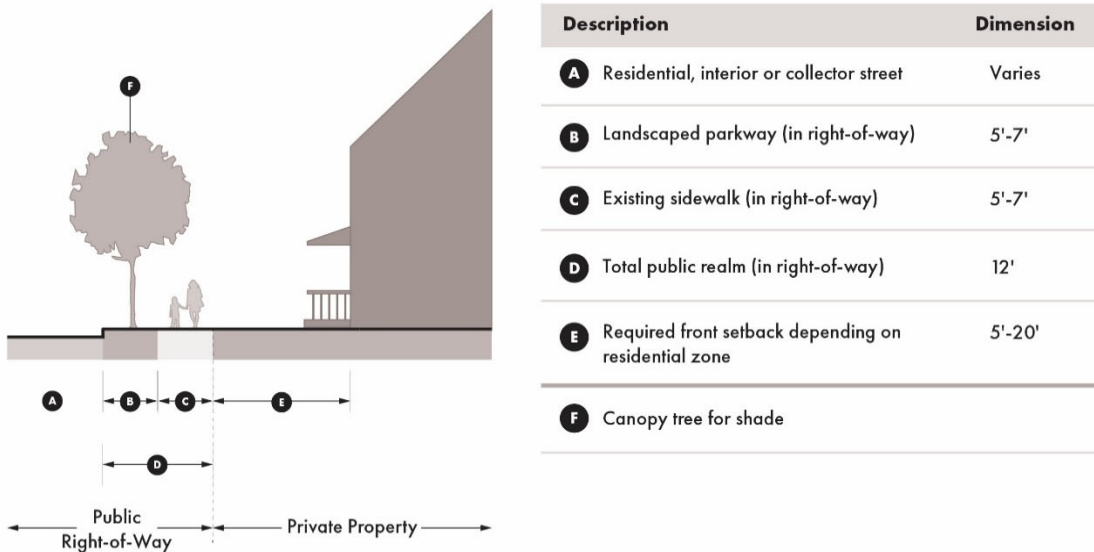 F
A
B
C
E
D
Public
Right-of-Way
Private Property
Description Dimension
A Residential, interior or collector street Varies
B Landscaped parkway (in right-of-way) 5'-7'
C Existing sidewalk (in right-of-way) 5'-7'
D Total public realm (in right-of-way) 12'
E Required front setback depending on 5'-20'
residential zone
F Canopy tree for shade